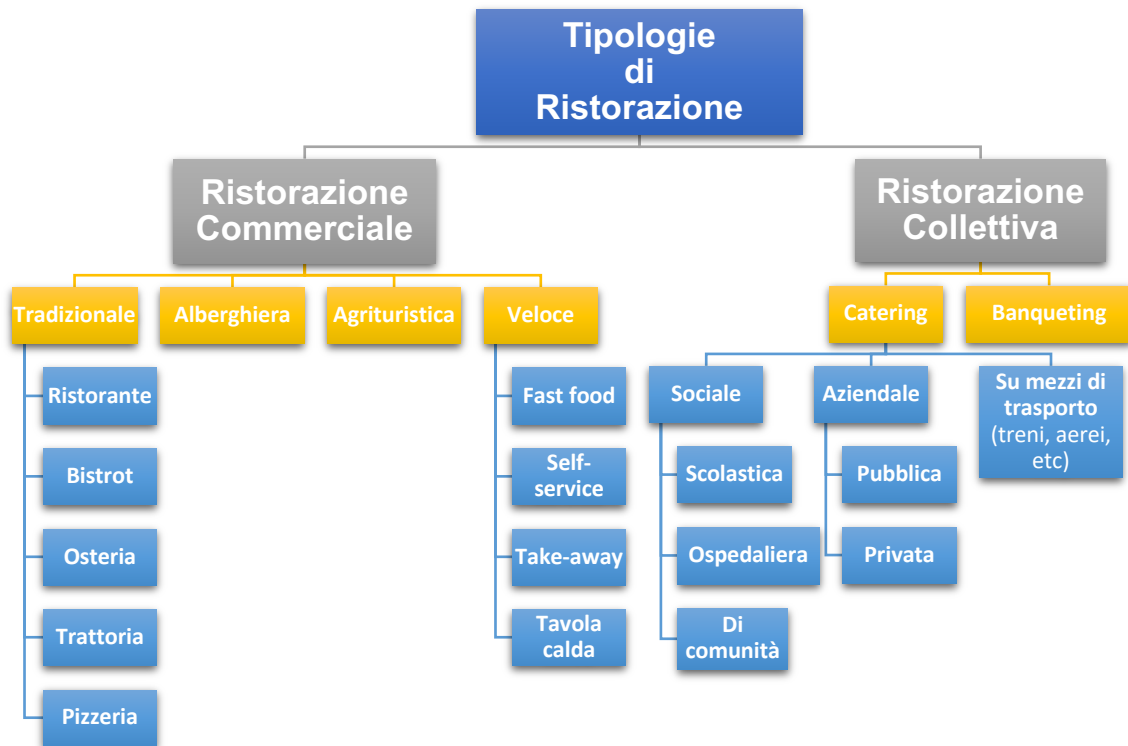 Tipologie
di
Ristorazione
Ristorazione
Commerciale
Ristorazione
Collettiva
Tradizionale
Alberghiera
Agrituristica
Veloce
Catering
Banqueting
Ristorante
Bistrot
Osteria
Trattoria
Pizzeria
Fast food
Self-
service
Take-away
Tavola
calda
Sociale
Scolastica
Ospedaliera
Di
comunità
Aziendale
Pubblica
Privata
Su mezzi di
trasporto
(treni, aerei,
etc)